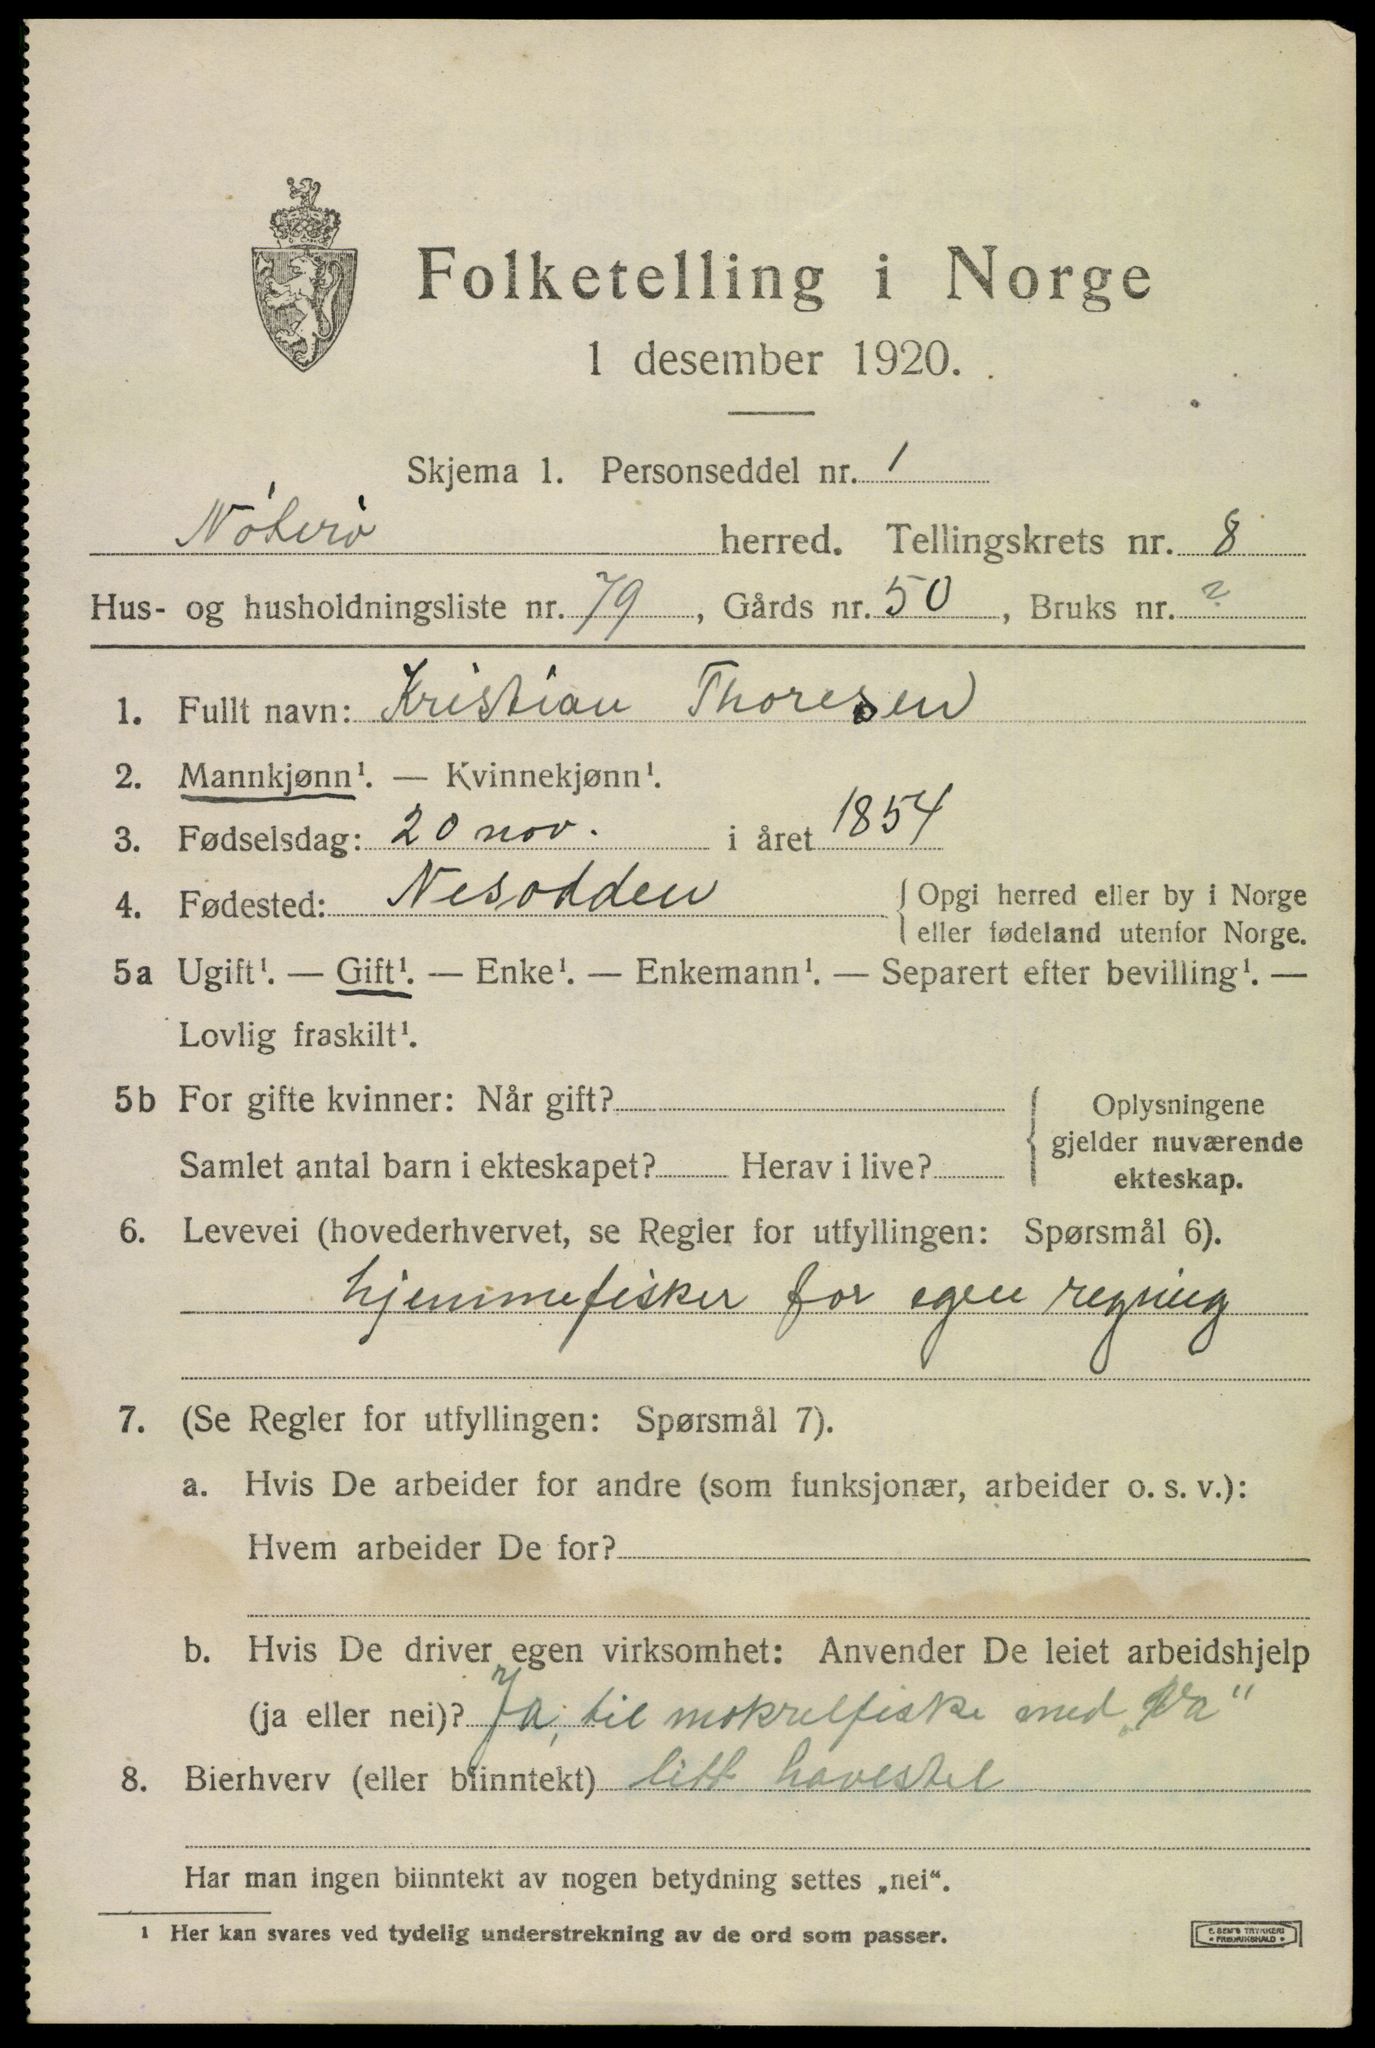 Folketelling i Norge
1 desember 1920.
Skjema 1. Personseddel nr. 1
Nøterø herred. Tellingskrets nr. 8
Hus- og husholdningsliste nr. 79, Gårds nr. 50, Bruks nr. ?
1. Fullt navn: Kristian Thoresen
2. Mannkjønn¹. — Kvinnekjønn¹.
3. Fødselsdag: 20 nov. i året 1854
4. Fødested: Nesodden { Opgi herred eller by i Norge
eller fødeland utenfor Norge.
5a Ugift¹. — Gift¹. — Enke¹. — Enkemann¹. — Separert efter bevilling¹. —
Lovlig fraskilt¹.
5b For gifte kvinner: Når gift? { Oplysningene
gjelder nuværende
Samlet antal barn i ekteskapet? Herav i live?
ekteskap.
6. Levevei (hovederhvervet, se Regler for utfyllingen: Spørsmål 6).
hjemmefisker for egen regning
7. (Se Regler for utfyllingen: Spørsmål 7).
a. Hvis De arbeider for andre (som funksjonær, arbeider o. s. v.):
Hvem arbeider De for?
b. Hvis De driver egen virksomhet: Anvender De leiet arbeidshjelp
(ja eller nei)? Ja, til mokrelfiske med
8. Bierhverv (eller biinntekt) litt havestel
Har man ingen biinntekt av nogen betydning settes „nei“.
¹ Her kan svares ved tydelig understrekning av de ord som passer.
E. SEM'S TRYKKERI
FREDRIKSHALD